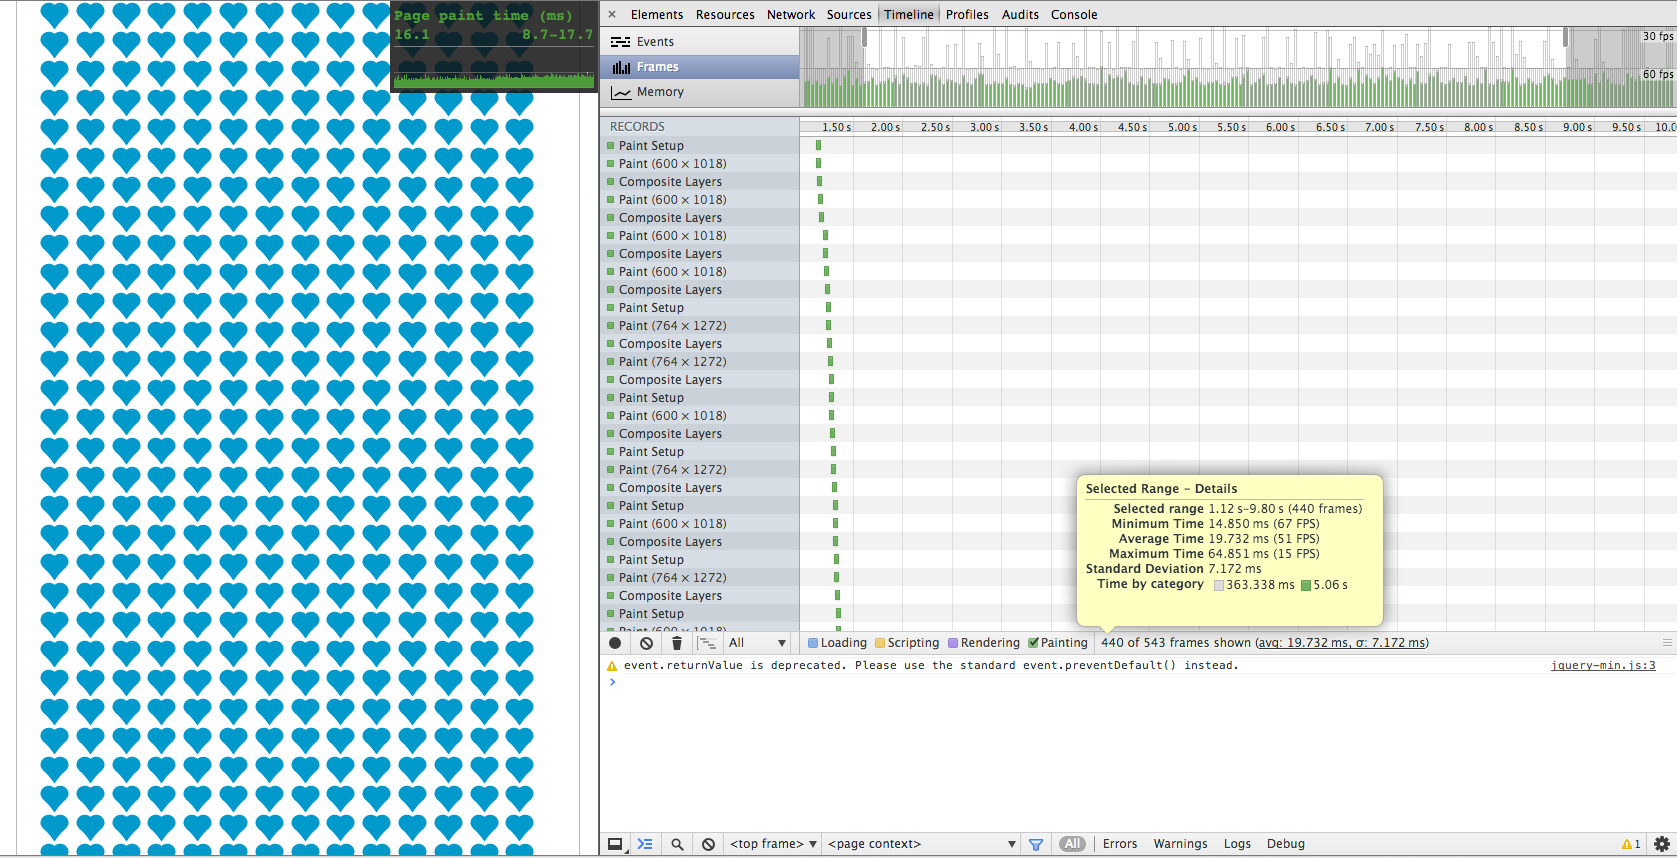 Page paint time (ms)
16.1 8.7-17.7
× Elements Resources Network Sources Timeline Profiles Audits Console
Events
Frames
Memory
30 fps
60 fps
RECORDS
1.50 s 2.00 s 2.50 s 3.00 s 3.50 s 4.00 s 4.50 s 5.00 s 5.50 s 6.00 s 6.50 s 7.00 s 7.50 s 8.00 s 8.50 s 9.00 s 9.50 s 10.0
Paint Setup
Paint (600 × 1018)
Composite Layers
Paint (600 × 1018)
Composite Layers
Paint (600 × 1018)
Composite Layers
Paint (600 × 1018)
Composite Layers
Paint Setup
Paint (764 × 1272)
Composite Layers
Paint (764 × 1272)
Composite Layers
Paint Setup
Paint (600 × 1018)
Composite Layers
Paint Setup
Paint (764 × 1272)
Composite Layers
Paint Setup
Paint (600 × 1018)
Composite Layers
Paint Setup
Paint (764 × 1272)
Composite Layers
Paint Setup
Paint (600 × 1018)
Selected Range – Details
Selected range 1.12 s–9.80 s (440 frames)
Minimum Time 14.850 ms (67 FPS)
Average Time 19.732 ms (51 FPS)
Maximum Time 64.851 ms (15 FPS)
Standard Deviation 7.172 ms
Time by category 363.338 ms 5.06 s
All Loading Scripting Rendering Painting 440 of 543 frames shown (avg: 19.732 ms, σ: 7.172 ms)
event.returnValue is deprecated. Please use the standard event.preventDefault() instead. jquery-min.js:3
>
<top frame> <page context> All Errors Warnings Logs Debug 1